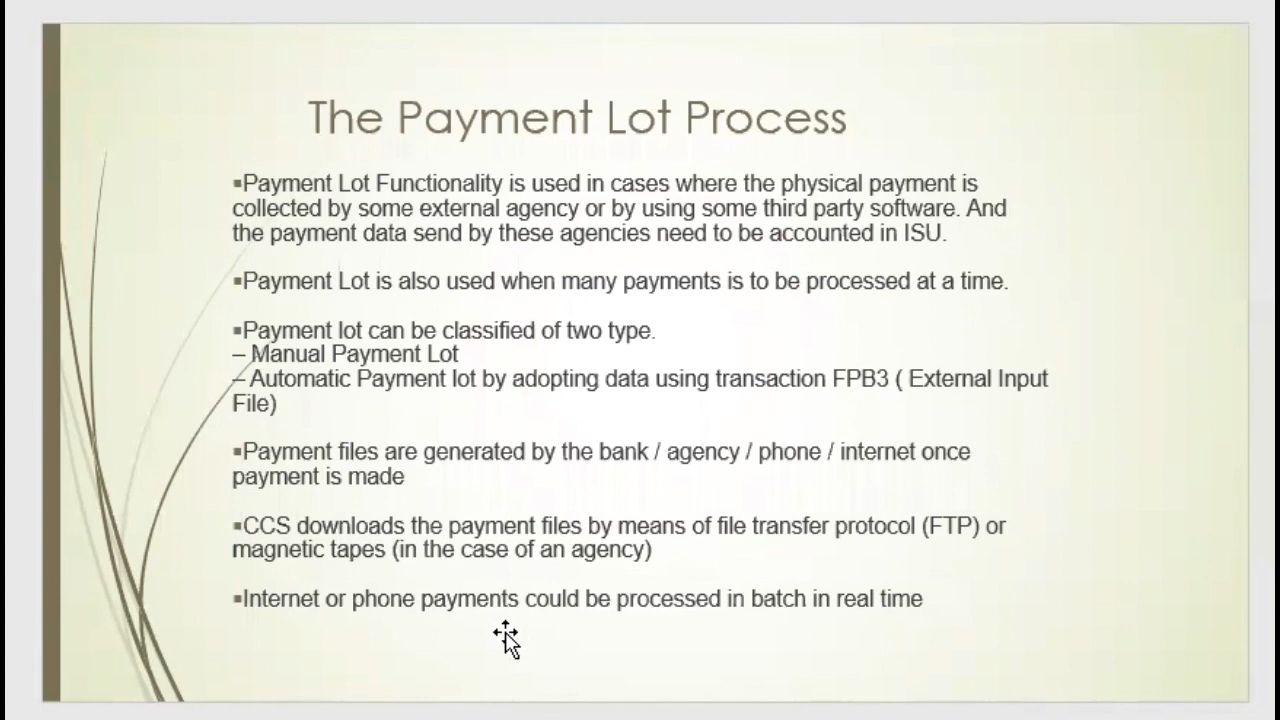 The Payment Lot Process
▪Payment Lot Functionality is used in cases where the physical payment is
collected by some external agency or by using some third party software. And
the payment data send by these agencies need to be accounted in ISU.
▪Payment Lot is also used when many payments is to be processed at a time.
▪Payment lot can be classified of two type.
– Manual Payment Lot
– Automatic Payment lot by adopting data using transaction FPB3 ( External Input
File)
▪Payment files are generated by the bank / agency / phone / internet once
payment is made
▪CCS downloads the payment files by means of file transfer protocol (FTP) or
magnetic tapes (in the case of an agency)
▪Internet or phone payments could be processed in batch in real time